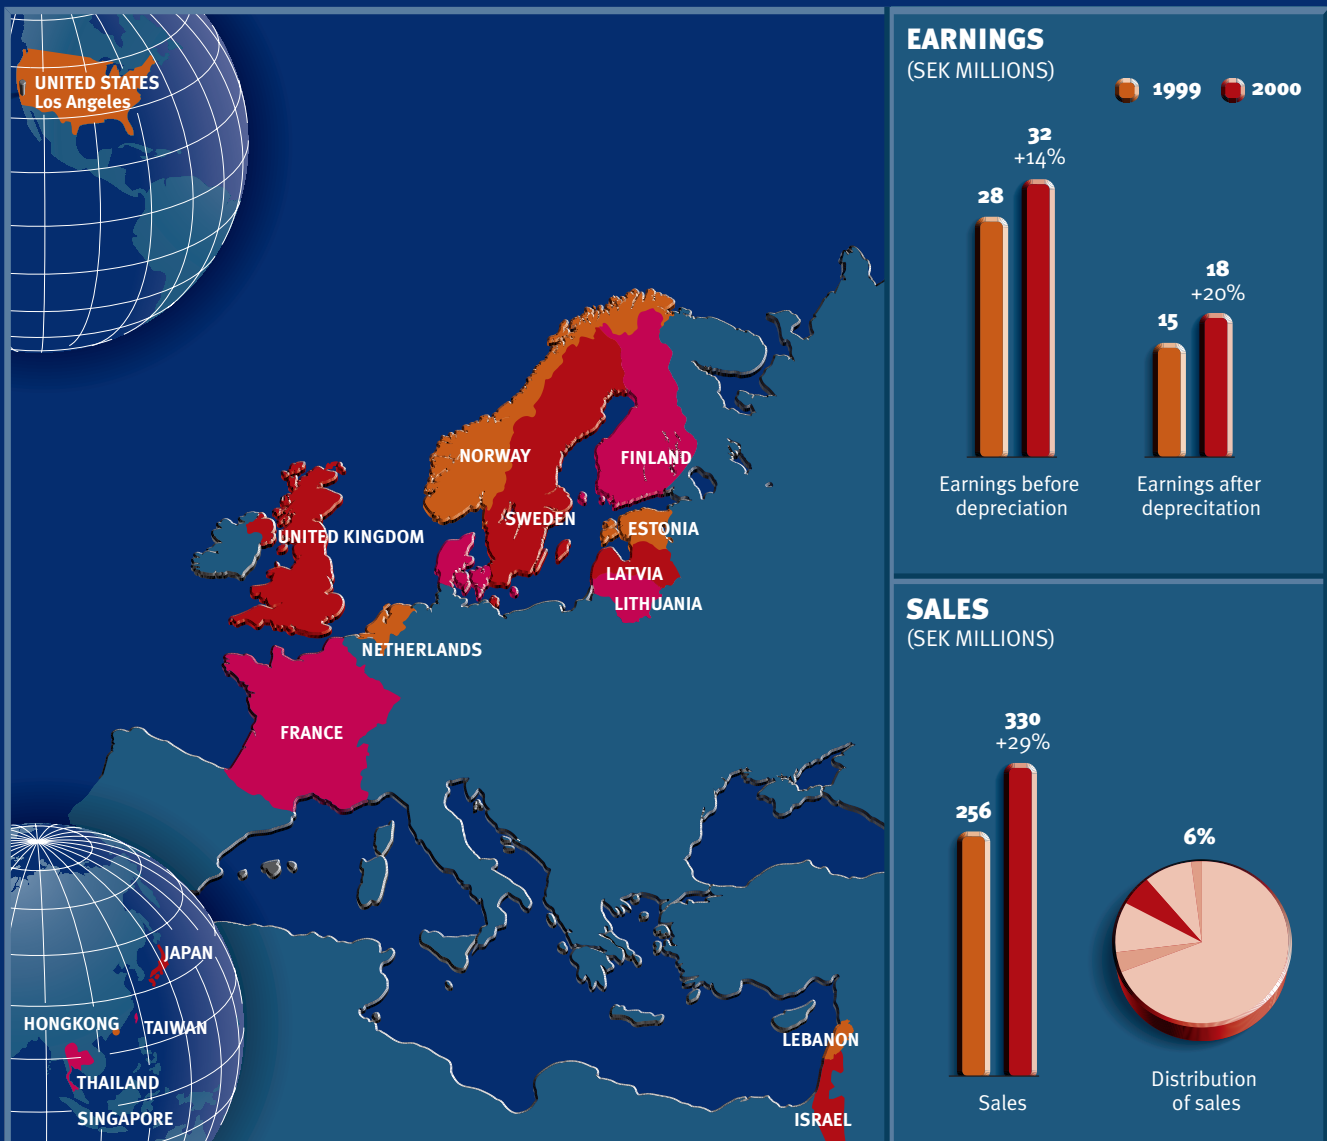 UNITED STATES
Los Angeles
NORWAY
FINLAND
SWEDEN
ESTONIA
UNITED KINGDOM
LATVIA
LITHUANIA
NETHERLANDS
FRANCE
JAPAN
HONGKONG
TAIWAN
THAILAND
SINGAPORE
LEBANON
ISRAEL
EARNINGS
(SEK MILLIONS)
1999 2000
32
+14%
28
18
+20%
15
Earnings before
depreciation
Earnings after
deprecitation
SALES
(SEK MILLIONS)
330
+29%
256
6%
Sales
Distribution
of sales